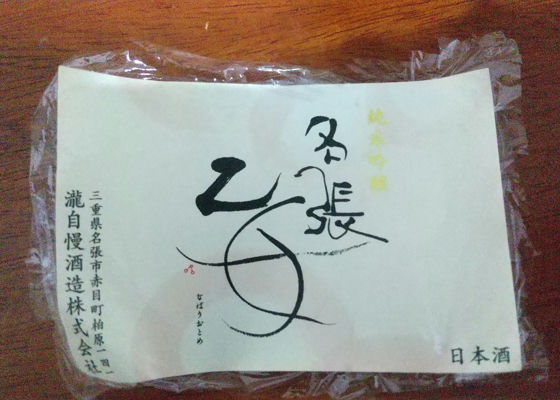 純米吟醸
名張
乙女
なばりおとめ
三重県名張市赤目町柏原一四一
瀧自慢酒造株式会社
日本酒